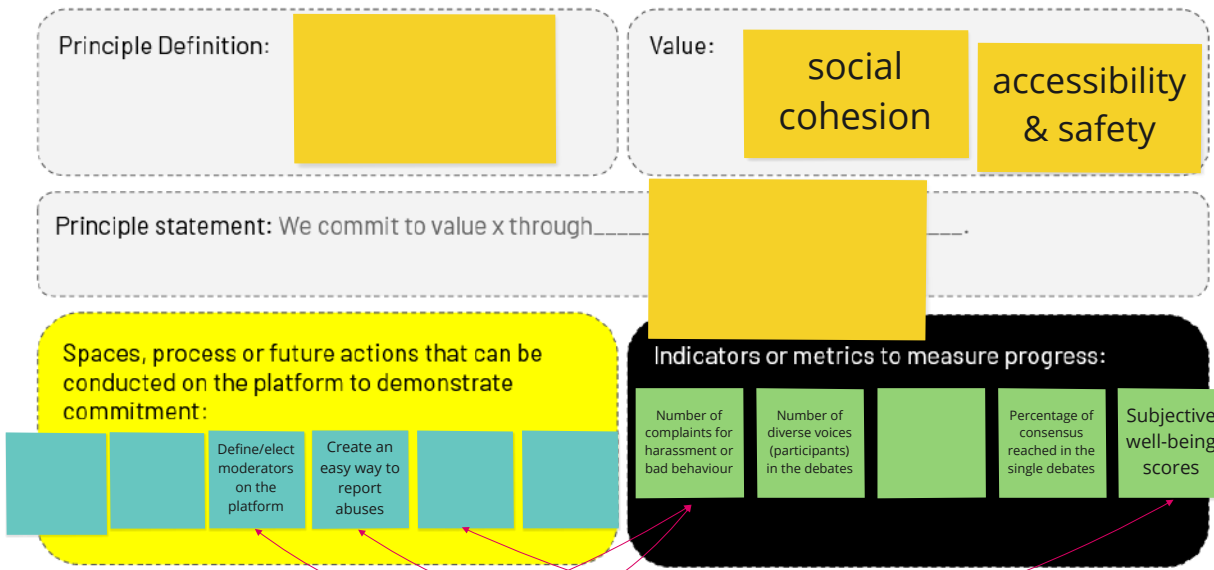 Principle Definition:
Value:
social
cohesion
accessibility
& safety
Principle statement: We commit to value x through_____ ___.
Spaces, process or future actions that can be
conducted on the platform to demonstrate
commitment:
Define/elect
moderators
on the
platform
Create an
easy way to
report
abuses
Indicators or metrics to measure progress:
Number of
complaints for
harassment or
bad behaviour
Number of
diverse voices
(participants)
in the debates
Percentage of
consensus
reached in the
single debates
Subjective
well-being
scores